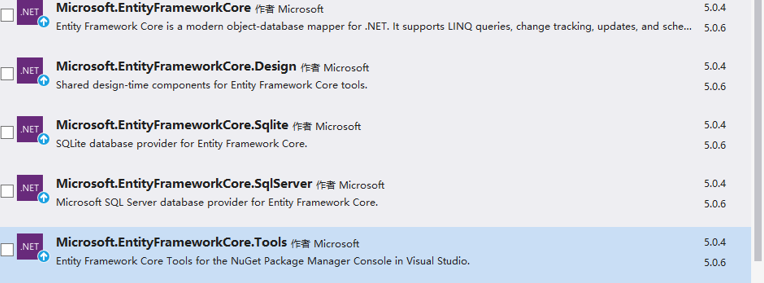 .NET
Microsoft.EntityFrameworkCore 作者 Microsoft 5.0.4
Entity Framework Core is a modern object-database mapper for .NET. It supports LINQ queries, change tracking, updates, and sche... 5.0.6
.NET
Microsoft.EntityFrameworkCore.Design 作者 Microsoft 5.0.4
Shared design-time components for Entity Framework Core tools. 5.0.6
.NET
Microsoft.EntityFrameworkCore.Sqlite 作者 Microsoft 5.0.4
SQLite database provider for Entity Framework Core. 5.0.6
.NET
Microsoft.EntityFrameworkCore.SqlServer 作者 Microsoft 5.0.4
Microsoft SQL Server database provider for Entity Framework Core. 5.0.6
.NET
Microsoft.EntityFrameworkCore.Tools 作者 Microsoft 5.0.4
Entity Framework Core Tools for the NuGet Package Manager Console in Visual Studio. 5.0.6